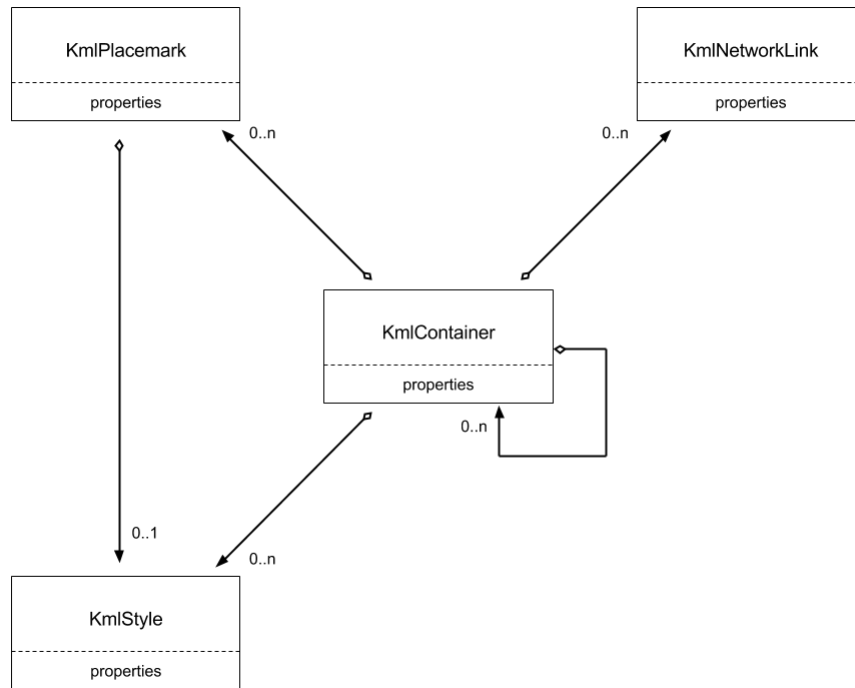 KmlPlacemark
properties
KmlNetworkLink
properties
0..n
0..n
KmlContainer
properties
0..n
0..1
0..n
KmlStyle
properties